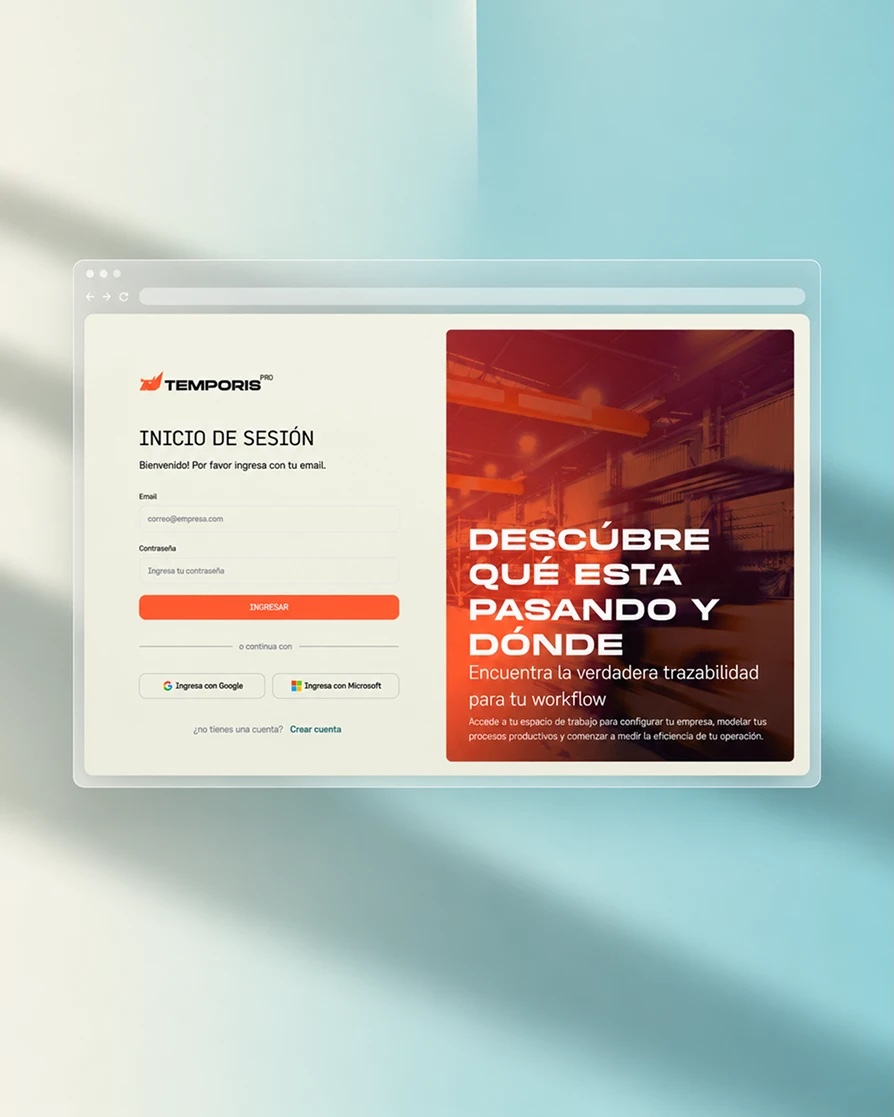 TEMPORIS PRO
INICIO DE SESIÓN
Bienvenido! Por favor ingresa con tu email.
Email
correo@empresa.com
Contraseña
Ingresa tu contraseña
INGRESAR
o continua con
Ingresa con Google
Ingresa con Microsoft
¿no tienes una cuenta? Crear cuenta
DESCÚBRE
QUÉ ESTA
PASANDO Y
DÓNDE
Encuentra la verdadera trazabilidad
para tu workflow
Accede a tu espacio de trabajo para configurar tu empresa, modelar tus
procesos productivos y comenzar a medir la eficiencia de tu operación.